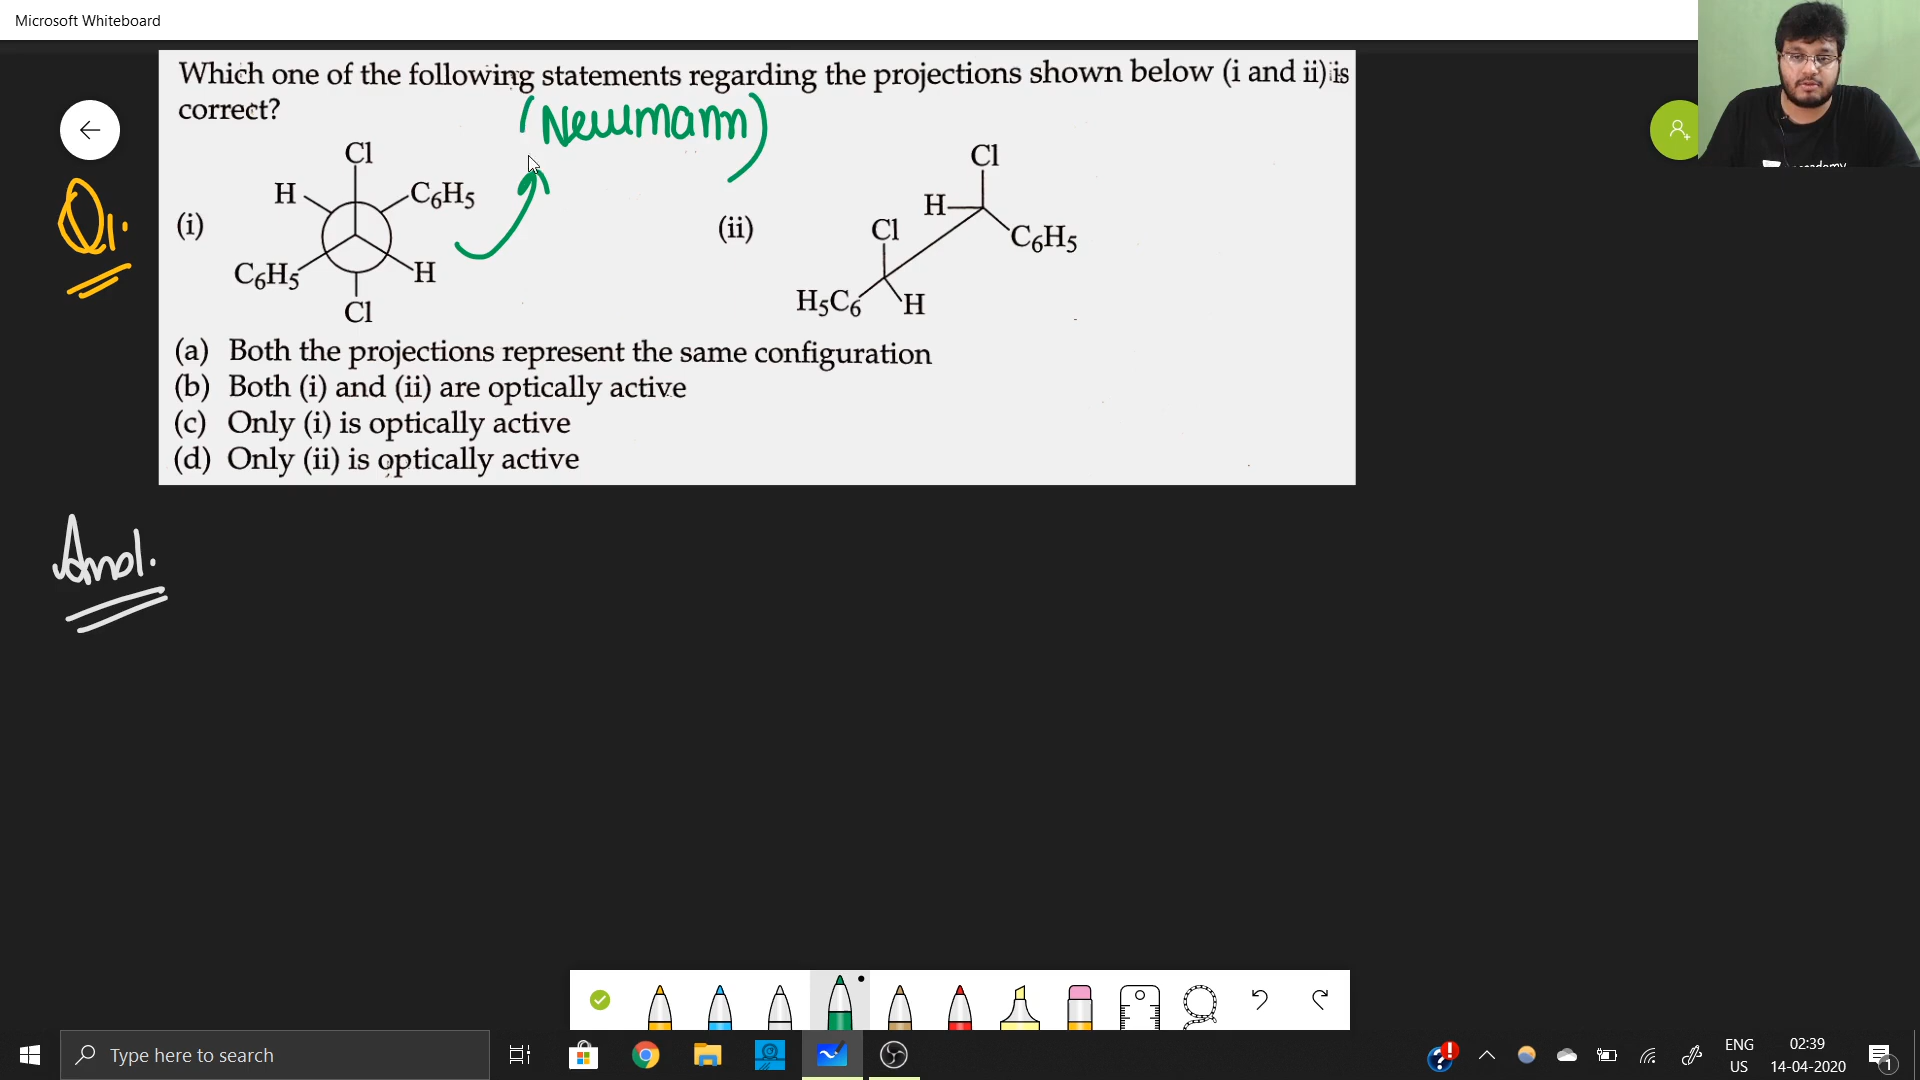 Microsoft Whiteboard
Which one of the following statements regarding the projections shown below (i and ii) is
correct?
(Newmann)
Q1.
(i)
Cl
H
C6H5
C6H5
H
Cl
(ii)
Cl
H
C6H5
Cl
H5C6
H
(a) Both the projections represent the same configuration
(b) Both (i) and (ii) are optically active
(c) Only (i) is optically active
(d) Only (ii) is optically active
Type here to search
ENG
US
02:39
14-04-2020
1